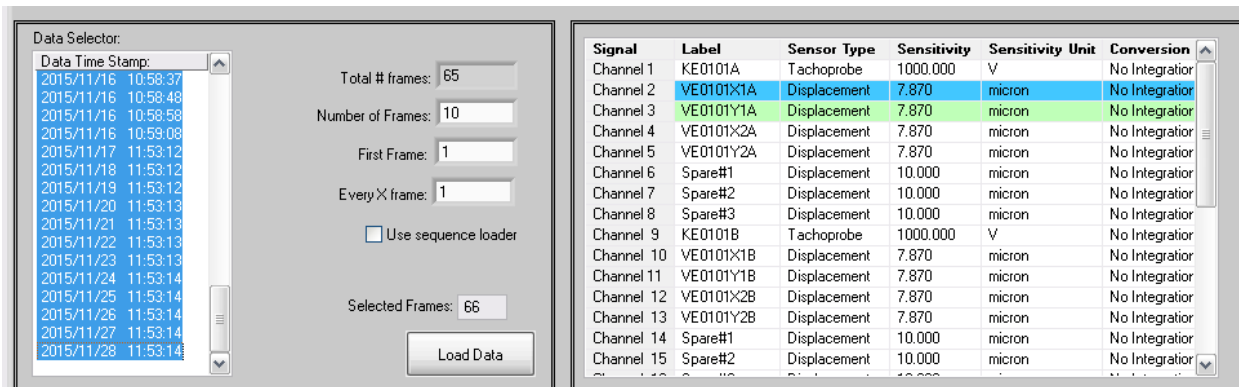 Data Selector:
Data Time Stamp:
2015/11/16 10:58:37
2015/11/16 10:58:48
2015/11/16 10:58:58
2015/11/16 10:59:08
2015/11/17 11:53:12
2015/11/18 11:53:12
2015/11/19 11:53:12
2015/11/20 11:53:13
2015/11/21 11:53:13
2015/11/22 11:53:13
2015/11/23 11:53:13
2015/11/24 11:53:14
2015/11/25 11:53:14
2015/11/26 11:53:14
2015/11/27 11:53:14
2015/11/28 11:53:14
Total # frames: 65
Number of Frames: 10
First Frame: 1
Every X frame: 1
Use sequence loader
Selected Frames: 66
Load Data
Signal Label Sensor Type Sensitivity Sensitivity Unit Conversion
Channel 1 KE0101A Tachoprobe 1000.000 V No Integration
Channel 2 VE0101X1A Displacement 7.870 micron No Integration
Channel 3 VE0101Y1A Displacement 7.870 micron No Integration
Channel 4 VE0101X2A Displacement 7.870 micron No Integration
Channel 5 VE0101Y2A Displacement 7.870 micron No Integration
Channel 6 Spare#1 Displacement 10.000 micron No Integration
Channel 7 Spare#2 Displacement 10.000 micron No Integration
Channel 8 Spare#3 Displacement 10.000 micron No Integration
Channel 9 KE0101B Tachoprobe 1000.000 V No Integration
Channel 10 VE0101X1B Displacement 7.870 micron No Integration
Channel 11 VE0101Y1B Displacement 7.870 micron No Integration
Channel 12 VE0101X2B Displacement 7.870 micron No Integration
Channel 13 VE0101Y2B Displacement 7.870 micron No Integration
Channel 14 Spare#1 Displacement 10.000 micron No Integration
Channel 15 Spare#2 Displacement 10.000 micron No Integration